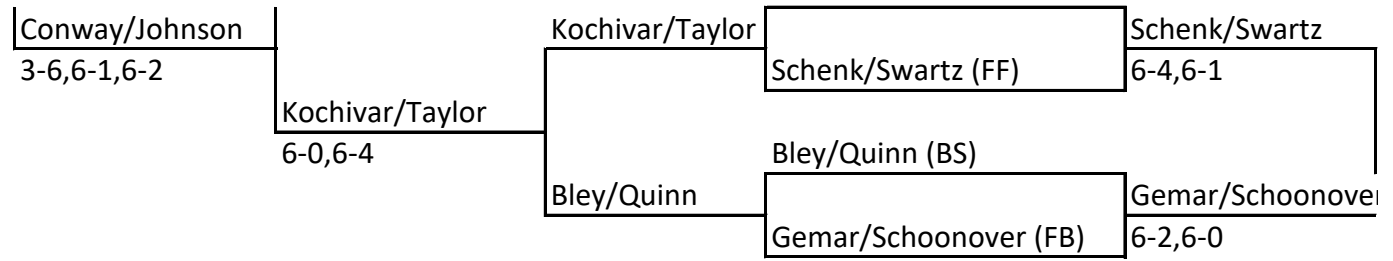 Conway/Johnson
Kochivar/Taylor
Schenk/Swartz
3-6,6-1,6-2
Schenk/Swartz (FF)
6-4,6-1
Kochivar/Taylor
6-0,6-4
Bley/Quinn (BS)
Bley/Quinn
Gemar/Schoonover
Gemar/Schoonover (FB)
6-2,6-0